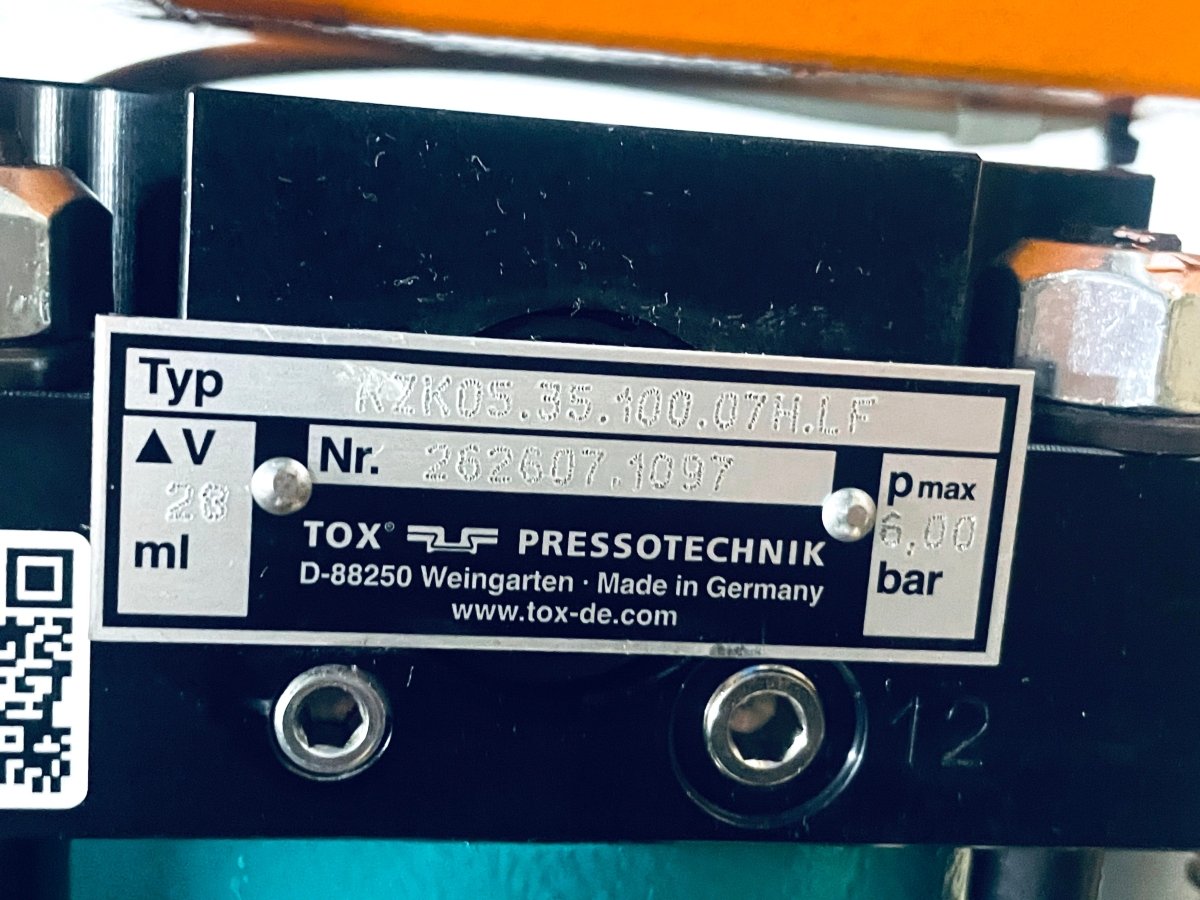 Typ RZK05.35.100.07H.LF
▲V 28 ml
Nr. 262607.1097
TOX® PRESSOTECHNIK
D-88250 Weingarten · Made in Germany
www.tox-de.com
p max 6,00 bar
12